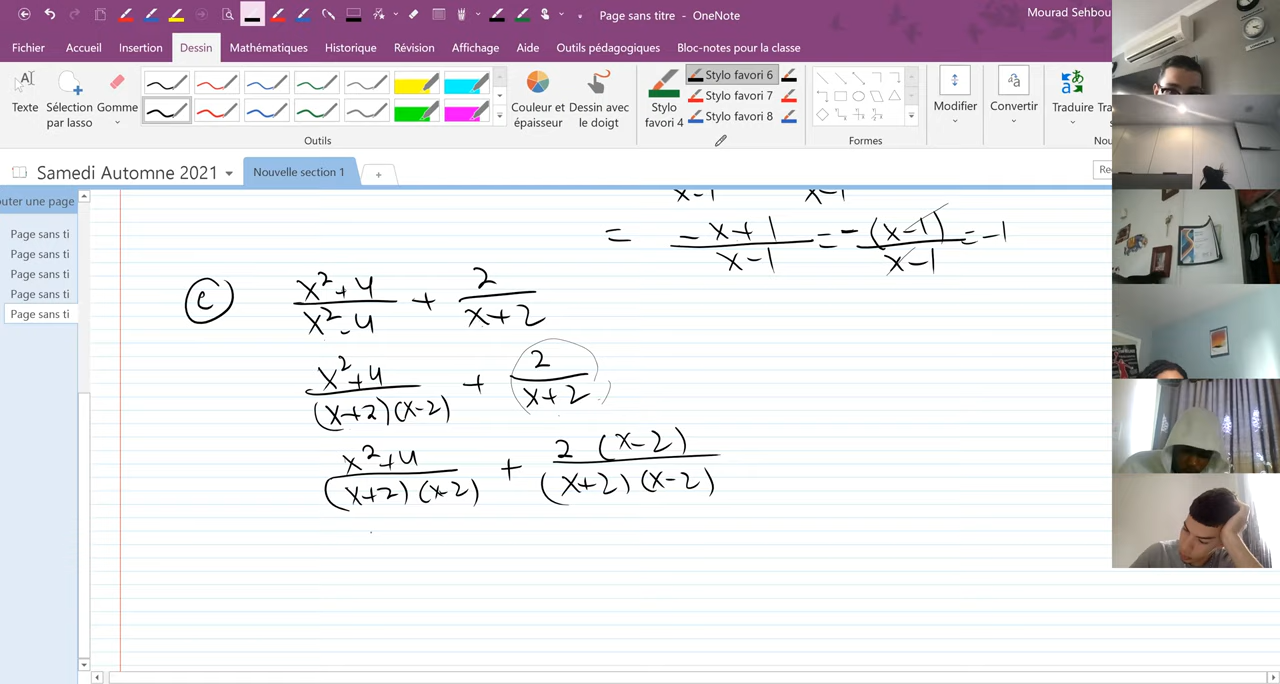 Page sans titre - OneNote
Mourad Sehbou
Fichier Accueil Insertion Dessin Mathématiques Historique Révision Affichage Aide Outils pédagogiques Bloc-notes pour la classe
Texte
Sélection par lasso
Gomme
Couleur et épaisseur
Dessin avec le doigt
Stylo favori 4
Stylo favori 6
Stylo favori 7
Stylo favori 8
Modifier
Convertir
Traduire
Outils
Formes
Samedi Automne 2021
Nouvelle section 1
outer une page
Page sans ti
Page sans ti
Page sans ti
Page sans ti
Page sans ti
x-1 x-1
= (-x+1)/(x-1) = -(x-1)/(x-1) = -1
e) (x²+4)/(x²-4) + 2/(x+2)
(x²+4)/((x+2)(x-2)) + 2/(x+2)
(x²+4)/((x+2)(x-2)) + 2(x-2)/((x+2)(x-2))